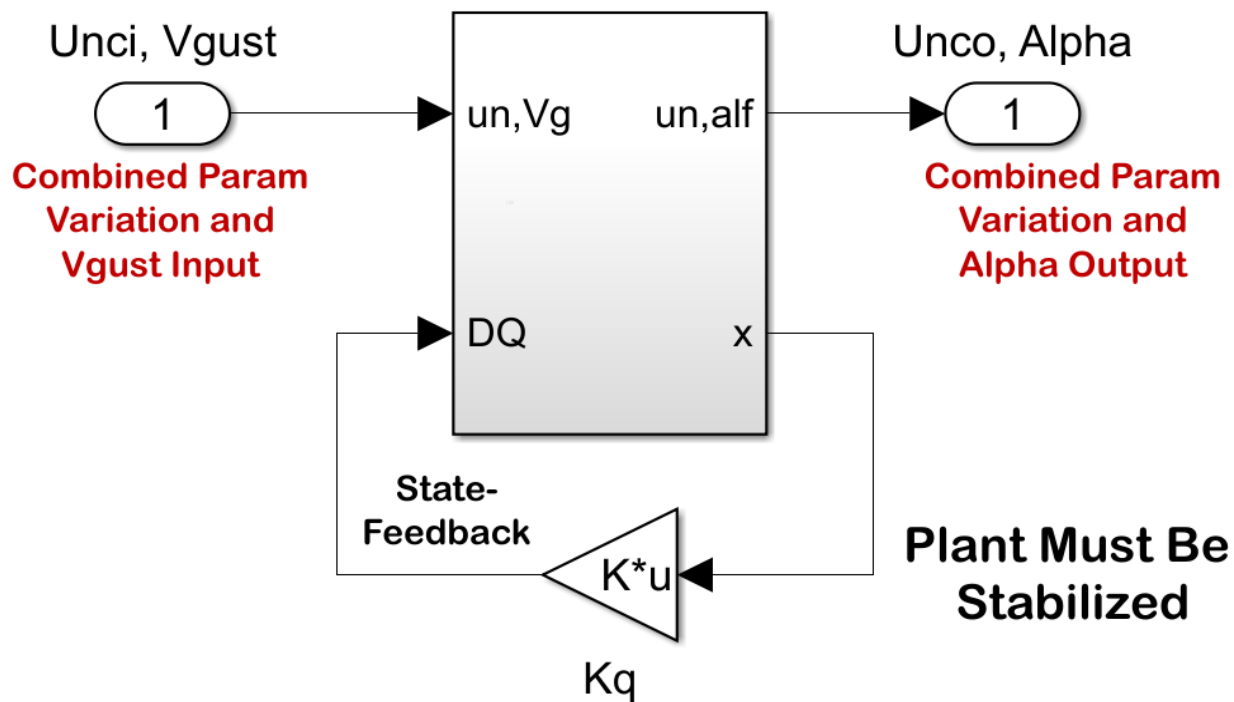 Unci, Vgust
Unco, Alpha
1
un,Vg
un,alf
1
Combined Param
Variation and
Vgust Input
Combined Param
Variation and
Alpha Output
DQ
x
State-
Feedback
K*u
Plant Must Be
Stabilized
Kq